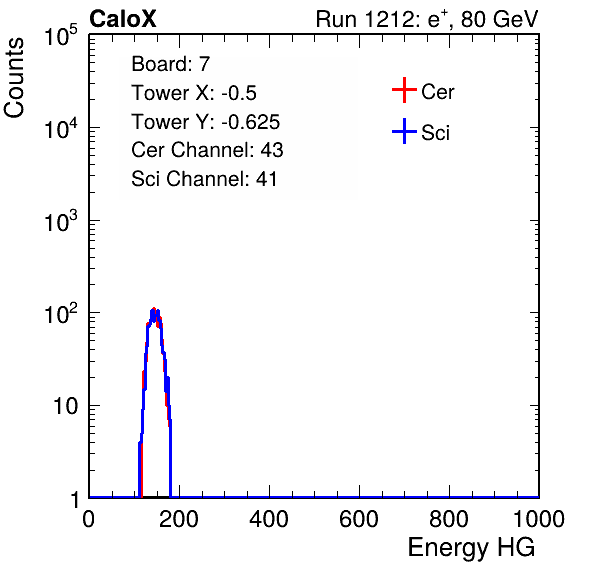 CaloX Run 1212: e⁺, 80 GeV
Counts
Board: 7
Tower X: -0.5
Tower Y: -0.625
Cer Channel: 43
Sci Channel: 41
Cer
Sci
10⁵
10⁴
10³
10²
10
1
0 200 400 600 800 1000
Energy HG